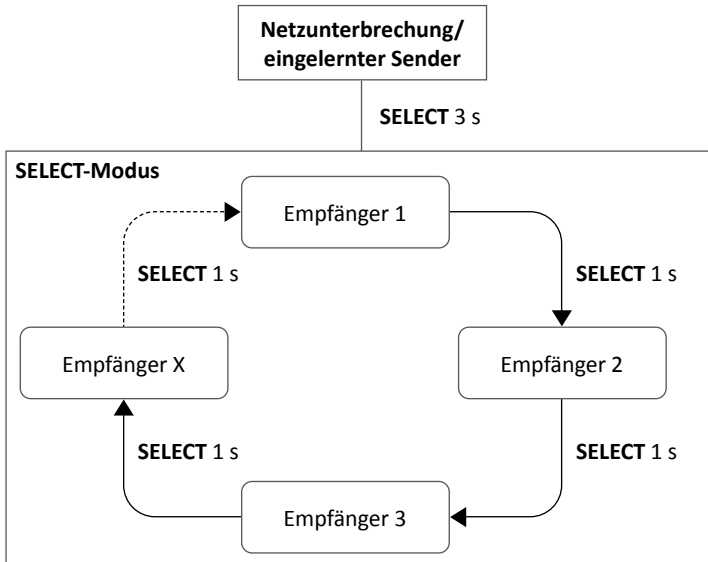 Netzunterbrechung/
eingelernter Sender
SELECT 3 s
SELECT-Modus
Empfänger 1
SELECT 1 s
SELECT 1 s
Empfänger X
Empfänger 2
SELECT 1 s
SELECT 1 s
Empfänger 3